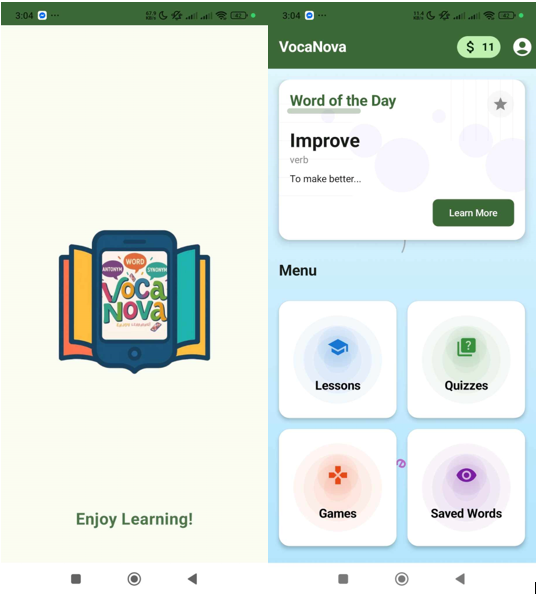 3:04
ANTONYM
WORD
SYNONYM
Voca
Nova
Enjoy Learning!
3:04
VocaNova
$ 11
Word of the Day
Improve
verb
To make better...
Learn More
Menu
Lessons
Quizzes
Games
Saved Words